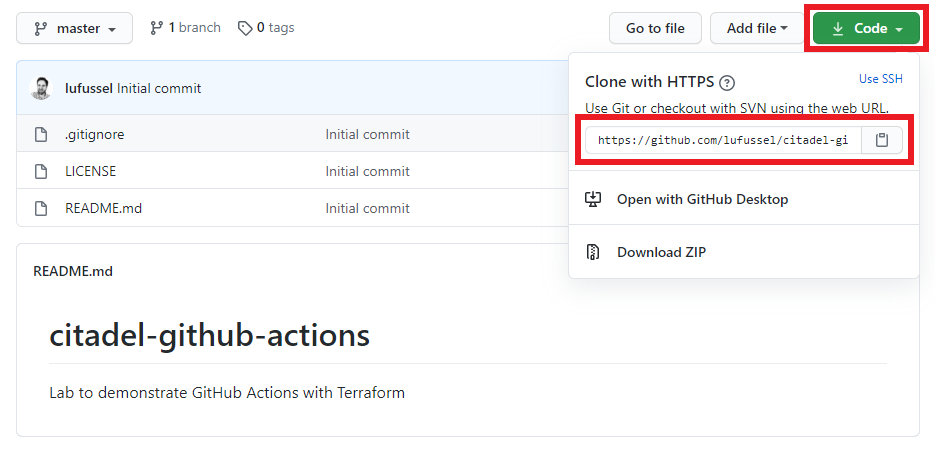 master
1 branch
0 tags
Go to file
Add file
Code
lufussel Initial commit
.gitignore Initial commit
LICENSE Initial commit
README.md Initial commit
Clone with HTTPS Use SSH
Use Git or checkout with SVN using the web URL.
https://github.com/lufussel/citadel-gi
Open with GitHub Desktop
Download ZIP
README.md
citadel-github-actions
Lab to demonstrate GitHub Actions with Terraform